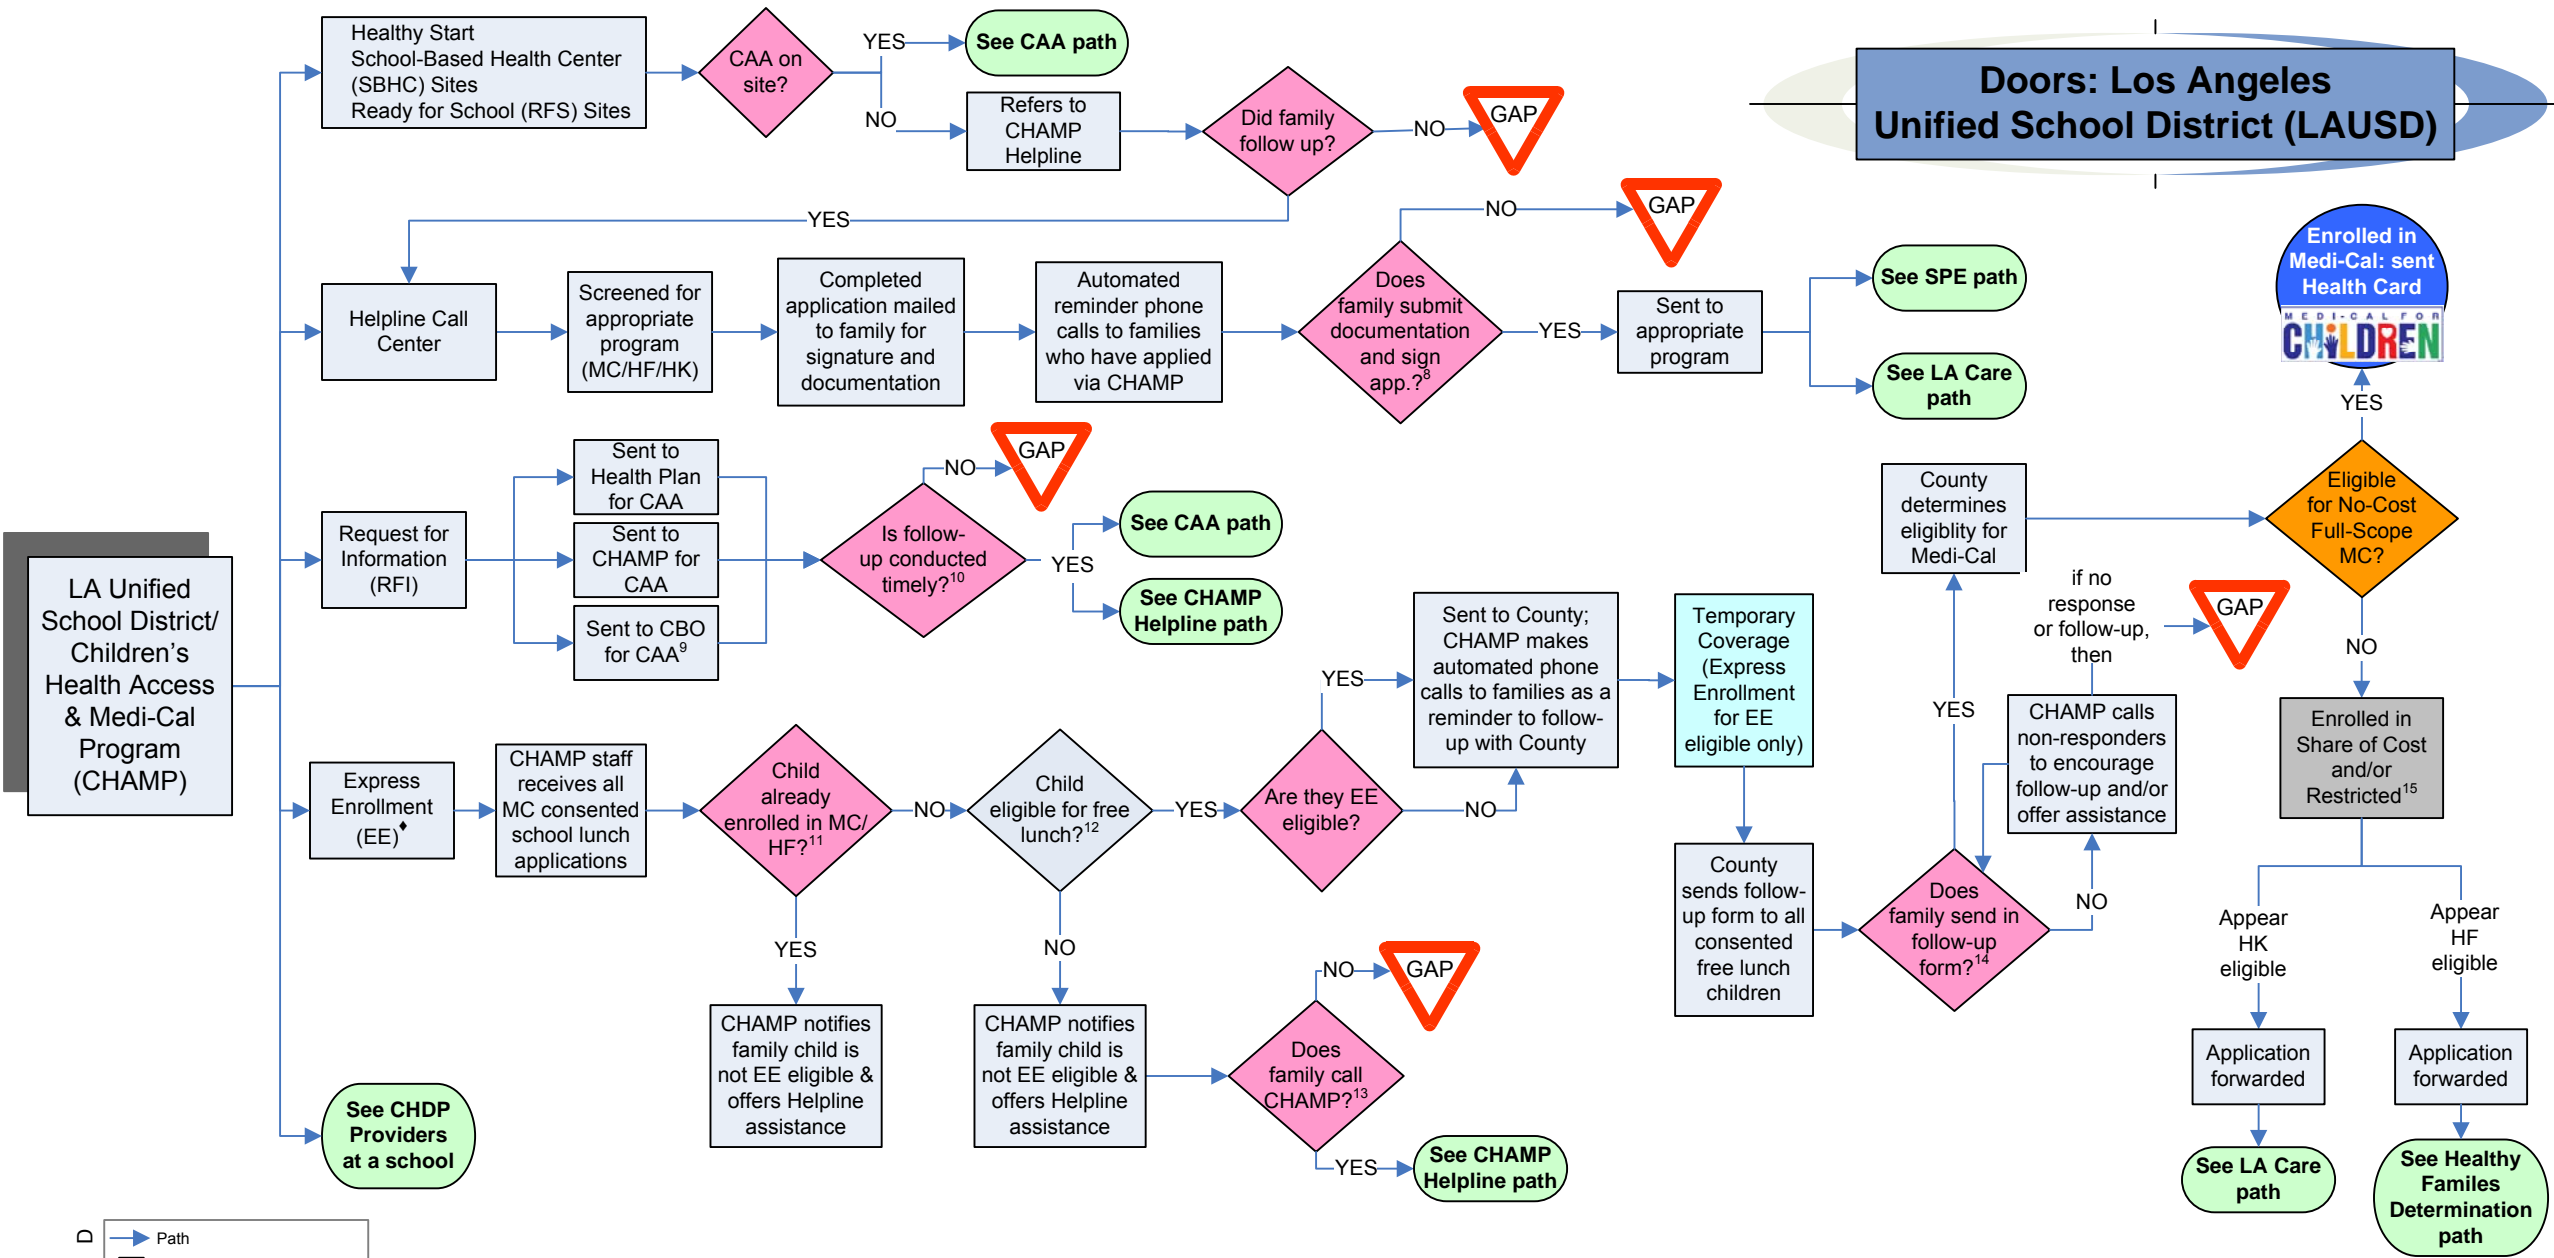 Doors: Los Angeles
Unified School District (LAUSD)
LA Unified
School District/
Children's
Health Access
& Medi-Cal
Program
(CHAMP)
Healthy Start
School-Based Health Center
(SBHC) Sites
Ready for School (RFS) Sites
CAA on
site?
YES
See CAA path
NO
Refers to
CHAMP
Helpline
Did family
follow up?
NO
GAP
YES
Helpline Call
Center
Screened for
appropriate
program
(MC/HF/HK)
Completed
application mailed
to family for
signature and
documentation
Automated
reminder phone
calls to families
who have applied
via CHAMP
Does
family submit
documentation
and sign
app.?8
NO
GAP
YES
Sent to
appropriate
program
See SPE path
See LA Care
path
Request for
Information
(RFI)
Sent to
Health Plan
for CAA
Sent to
CHAMP for
CAA
Sent to CBO
for CAA9
Is follow-
up conducted
timely?10
NO
GAP
YES
See CAA path
See CHAMP
Helpline path
Express
Enrollment
(EE)♦
CHAMP staff
receives all
MC consented
school lunch
applications
Child
already
enrolled in MC/
HF?11
YES
CHAMP notifies
family child is
not EE eligible &
offers Helpline
assistance
NO
Child
eligible for free
lunch?12
NO
CHAMP notifies
family child is
not EE eligible &
offers Helpline
assistance
Does
family call
CHAMP?13
NO
GAP
YES
See CHAMP
Helpline path
YES
Are they EE
eligible?
YES
NO
Sent to County;
CHAMP makes
automated phone
calls to families as a
reminder to follow-
up with County
Temporary
Coverage
(Express
Enrollment
for EE
eligible only)
County
sends follow-
up form to all
consented
free lunch
children
Does
family send in
follow-up
form?14
NO
CHAMP calls
non-responders
to encourage
follow-up and/or
offer assistance
if no
response
or follow-up,
then
GAP
YES
County
determines
eligiblity for
Medi-Cal
Eligible
for No-Cost
Full-Scope
MC?
YES
Enrolled in
Medi-Cal: sent
Health Card
MEDI-CAL FOR
CHILDREN
NO
Enrolled in
Share of Cost
and/or
Restricted15
Appear
HK
eligible
Application
forwarded
See LA Care
path
Appear
HF
eligible
Application
forwarded
See Healthy
Familes
Determination
path
See CHDP
Providers
at a school
D
Path